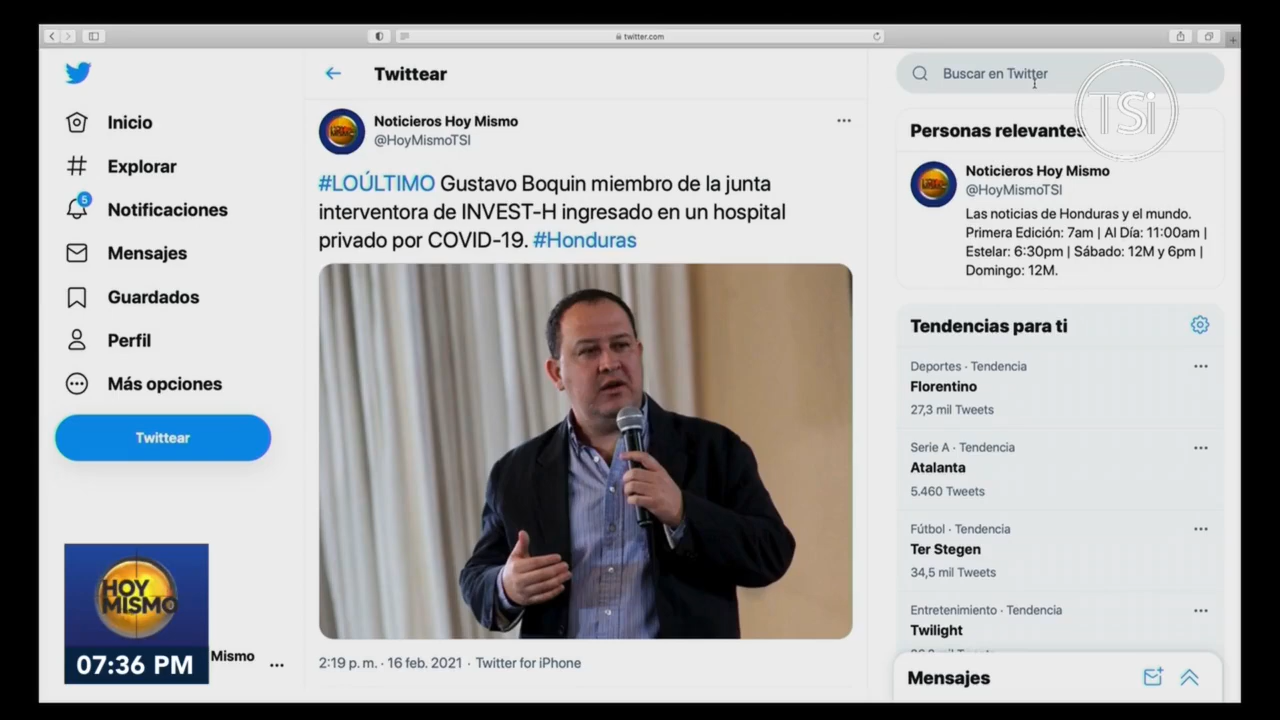 twitter.com
Inicio
Explorar
5
Notificaciones
Mensajes
Guardados
Perfil
Más opciones
Twittear
HOY
MISMO
07:36 PM
Mismo
Twittear
Noticieros Hoy Mismo
@HoyMismoTSI
#LOÚLTIMO Gustavo Boquin miembro de la junta
interventora de INVEST-H ingresado en un hospital
privado por COVID-19. #Honduras
2:19 p. m. · 16 feb. 2021 · Twitter for iPhone
Buscar en Twitter
TSi
Personas relevantes
Noticieros Hoy Mismo
@HoyMismoTSI
Las noticias de Honduras y el mundo.
Primera Edición: 7am | Al Día: 11:00am |
Estelar: 6:30pm | Sábado: 12M y 6pm |
Domingo: 12M.
Tendencias para ti
Deportes · Tendencia
Florentino
27,3 mil Tweets
Serie A · Tendencia
Atalanta
5.460 Tweets
Fútbol · Tendencia
Ter Stegen
34,5 mil Tweets
Entretenimiento · Tendencia
Twilight
Mensajes